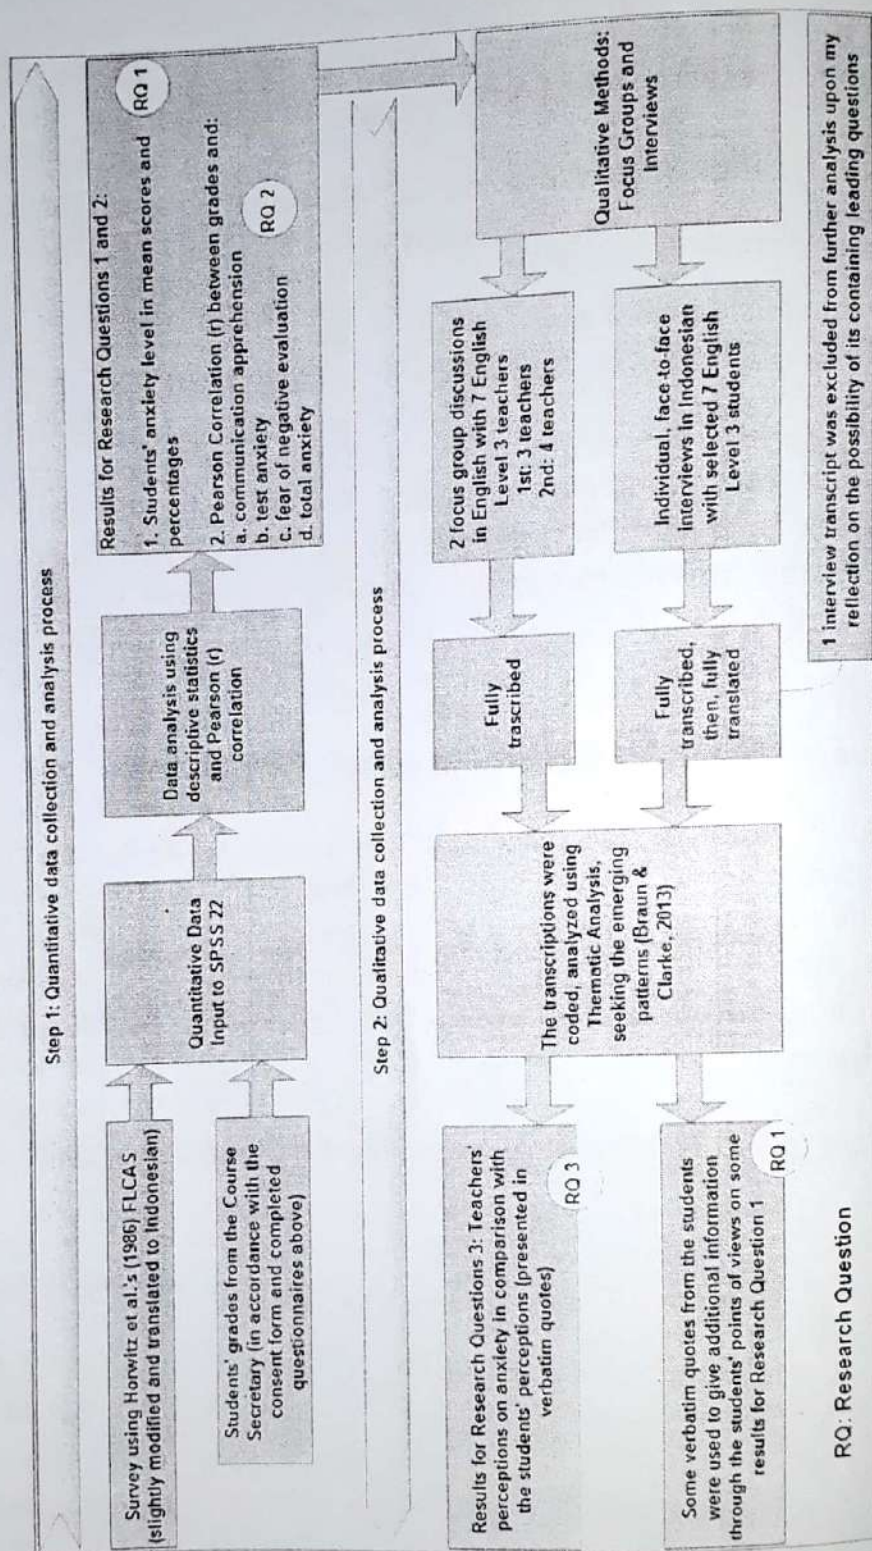 Step 1: Quantitative data collection and analysis process
Survey using Horwitz et al.'s (1986) FLCAS
(slightly modified and translated to Indonesian)
Students' grades from the Course
Secretary (in accordance with the
consent form and completed
questionnaires above)
Quantitative Data
Input to SPSS 22
Data analysis using
descriptive statistics
and Pearson (r)
correlation
Results for Research Questions 1 and 2:
1. Students' anxiety level in mean scores and
percentages
RQ 1
2. Pearson Correlation (r) between grades and:
a. communication apprehension
b. test anxiety
c. fear of negative evaluation
d. total anxiety
RQ 2
Step 2: Qualitative data collection and analysis process
Qualitative Methods:
Focus Groups and
Interviews
2 focus group discussions
in English with 7 English
Level 3 teachers
1st: 3 teachers
2nd: 4 teachers
Individual, face-to-face
interviews in Indonesian
with selected 7 English
Level 3 students
Fully
trascribed
Fully
transcribed,
then, fully
translated
The transcriptions were
coded, analyzed using
Thematic Analysis,
seeking the emerging
patterns (Braun &
Clarke, 2013)
Results for Research Questions 3: Teachers'
perceptions on anxiety in comparison with
the students' perceptions (presented in
verbatim quotes)
RQ 3
Some verbatim quotes from the students
were used to give additional information
through the students' points of views on some
results for Research Question 1
RQ 1
1 interview transcript was excluded from further analysis upon my
reflection on the possibility of its containing leading questions
RQ: Research Question